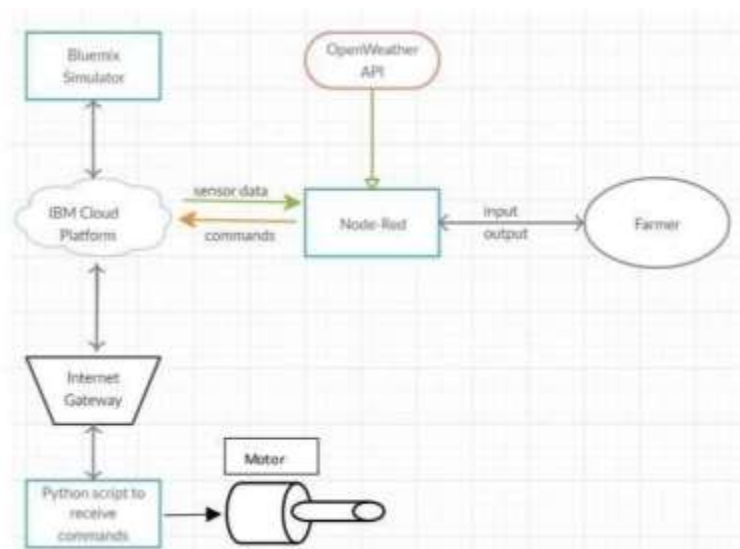 Bluemix
Simulator
OpenWeather
API
sensor data
IBM Cloud
Platform
commands
Node-Red
input
output
Farmer
Internet
Gateway
Motor
Python script to
receive
commands